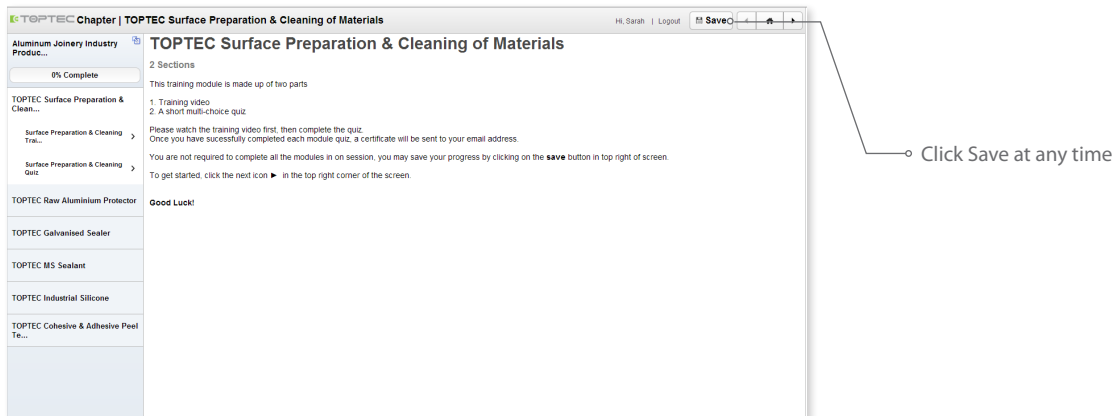 TOPTEC Chapter | TOPTEC Surface Preparation & Cleaning of Materials
Hi, Sarah | Logout
Save
Aluminum Joinery Industry
Produc...
0% Complete
TOPTEC Surface Preparation &
Clean...
Surface Preparation & Cleaning
Trai...
Surface Preparation & Cleaning
Quiz
TOPTEC Raw Aluminium Protector
TOPTEC Galvanised Sealer
TOPTEC MS Sealant
TOPTEC Industrial Silicone
TOPTEC Cohesive & Adhesive Peel
Te...
TOPTEC Surface Preparation & Cleaning of Materials
2 Sections
This training module is made up of two parts
1. Training video
2. A short multi-choice quiz
Please watch the training video first, then complete the quiz.
Once you have sucessfully completed each module quiz, a certificate will be sent to your email address.
You are not required to complete all the modules in on session, you may save your progress by clicking on the save button in top right of screen.
To get started, click the next icon ► in the top right corner of the screen.
Good Luck!
Click Save at any time